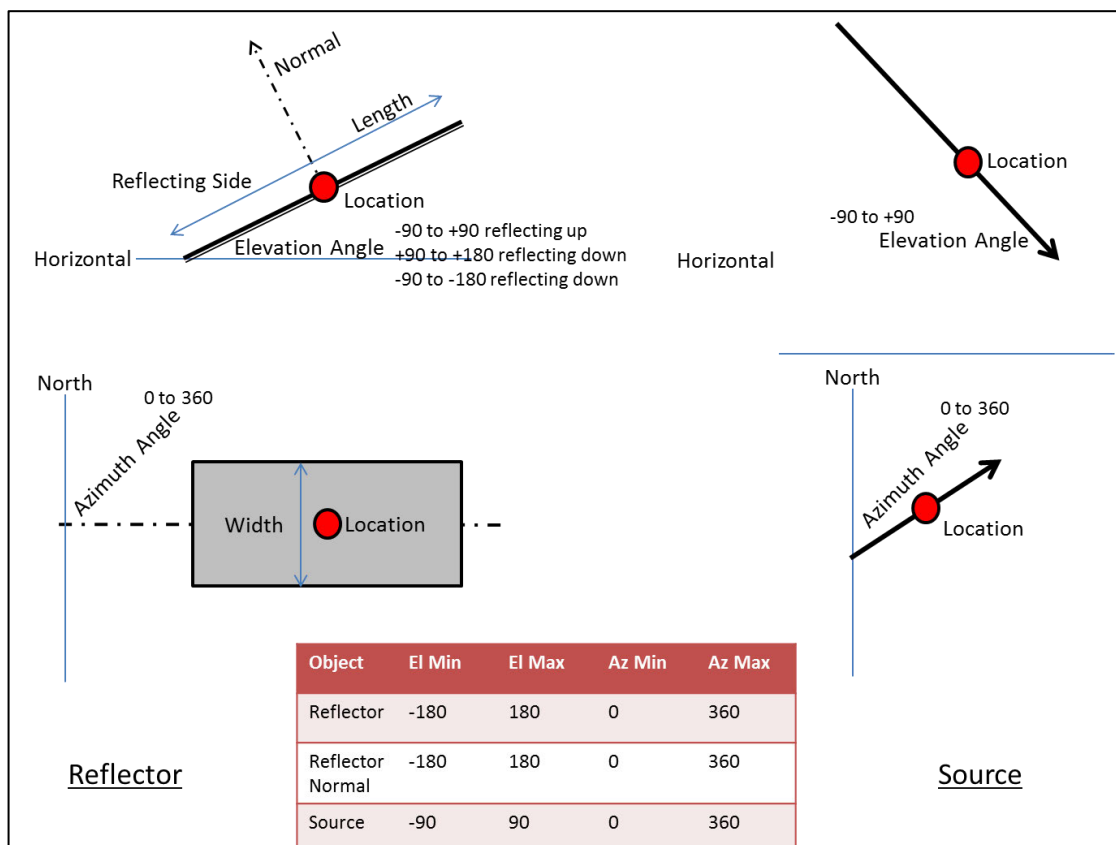 Normal
Length
Reflecting Side
Location
Elevation Angle
-90 to +90 reflecting up
+90 to +180 reflecting down
-90 to -180 reflecting down
Horizontal
Location
-90 to +90
Elevation Angle
Horizontal
North
0 to 360
Azimuth Angle
Width
Location
North
0 to 360
Azimuth Angle
Location
Object El Min El Max Az Min Az Max
Reflector -180 180 0 360
Reflector
Normal -180 180 0 360
Source -90 90 0 360
Reflector
Source